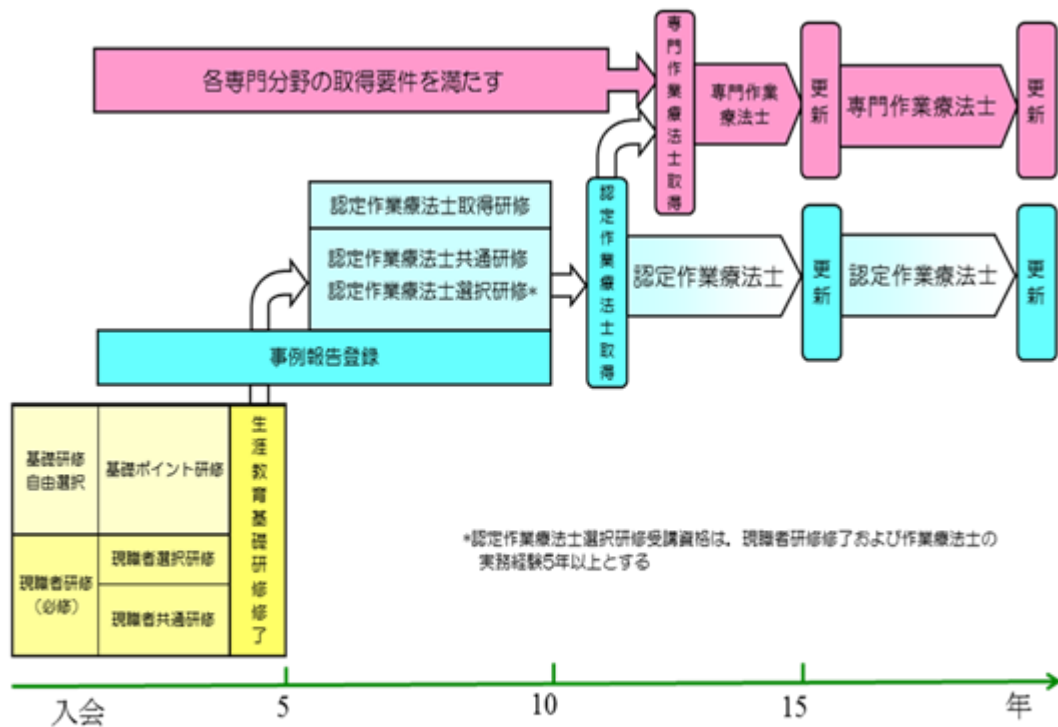 各専門分野の取得要件を満たす
専門作業療法士取得
専門作業
療法士
更新
専門作業療法士
更新
認定作業療法士取得研修
認定作業療法士共通研修
認定作業療法士選択研修*
事例報告登録
認定作業療法士取得
認定作業療法士
更新
認定作業療法士
更新
基礎研修
自由選択
基礎ポイント研修
現職者研修
(必修)
現職者選択研修
現職者共通研修
生涯教育基礎研修修了
*認定作業療法士選択研修受講資格は，現職者研修修了および作業療法士の
実務経験5年以上とする
入会
5
10
15
年